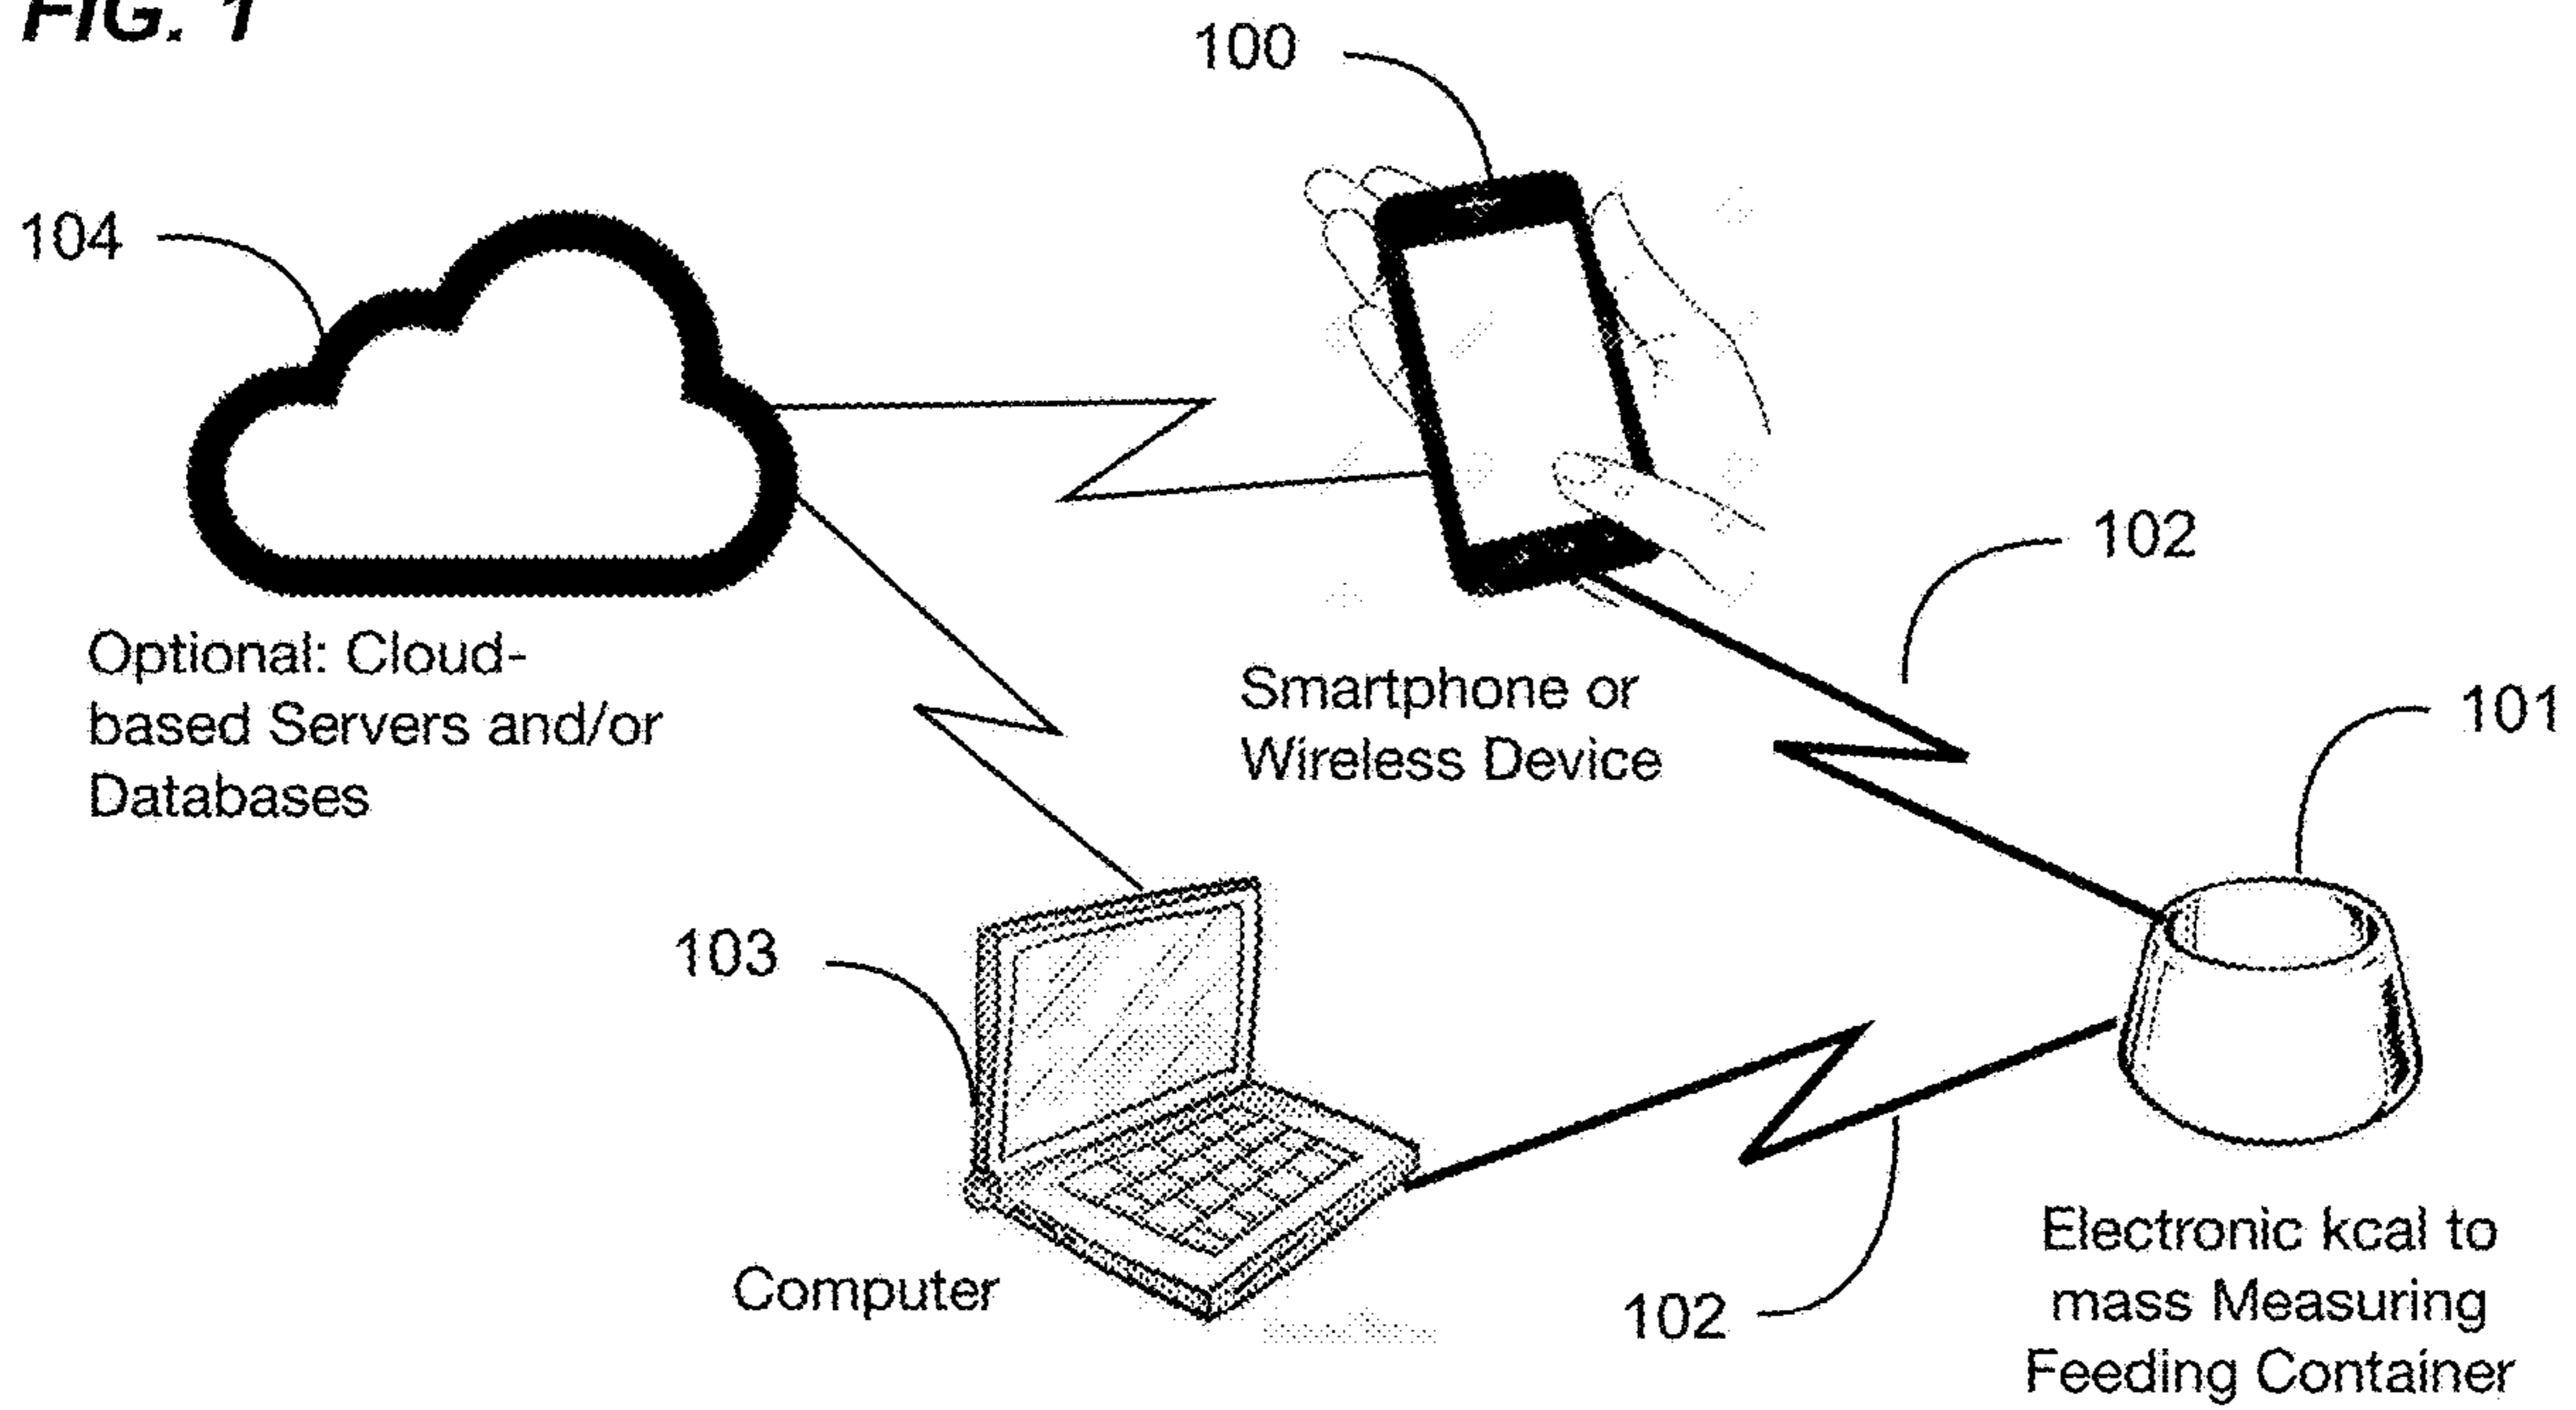 FIG. 1
100
104
102
Optional: Cloud-
based Servers and/or
Databases
Smartphone or
Wireless Device
101
103
Computer
102
Electronic kcal to
mass Measuring
Feeding Container